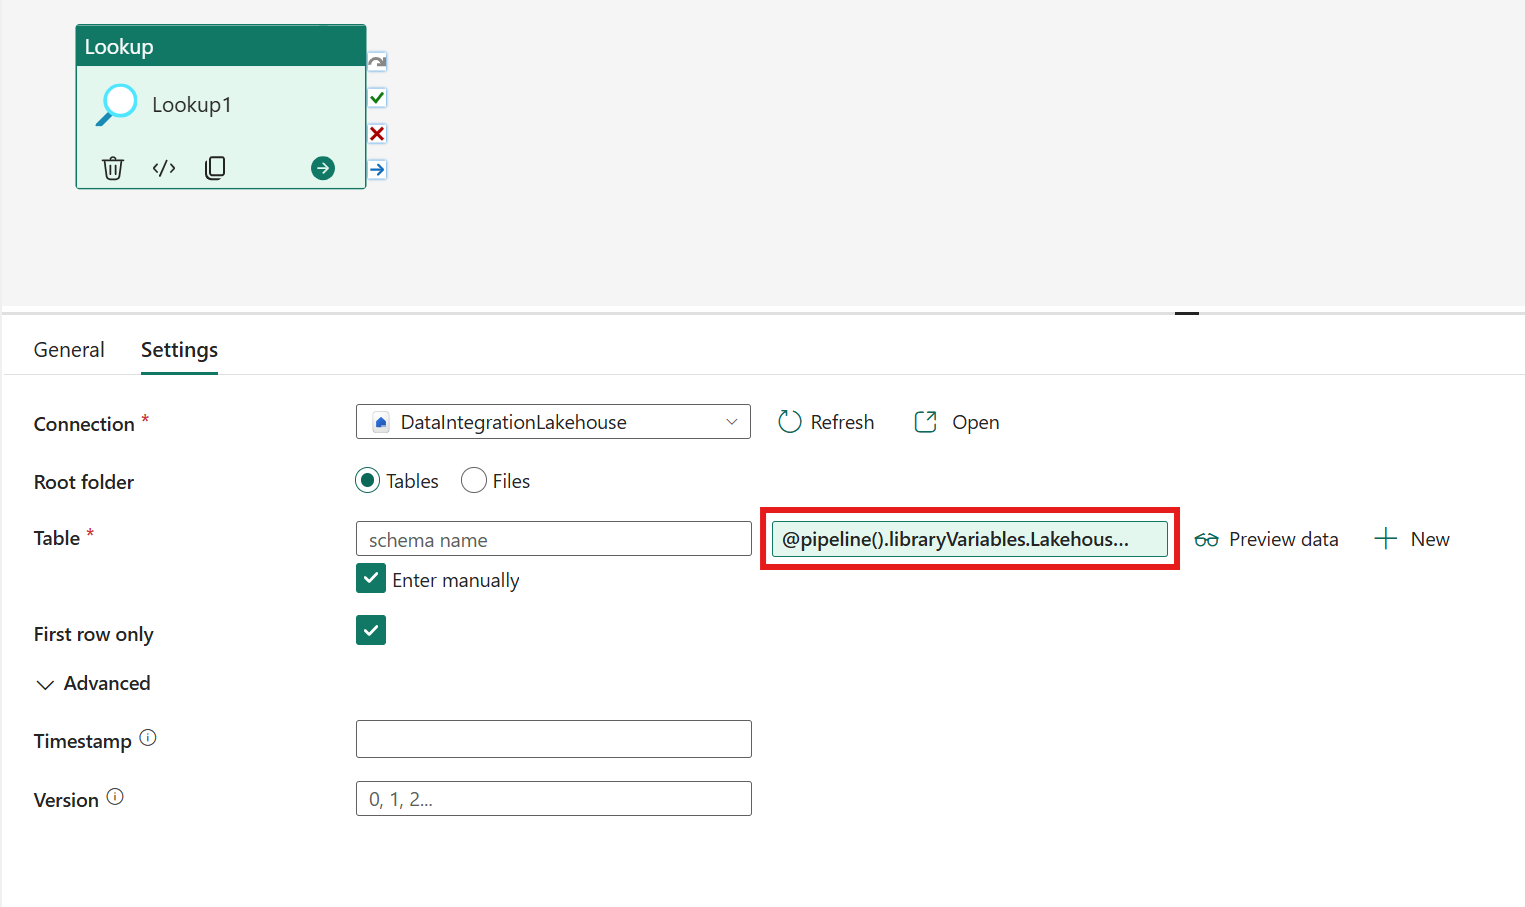 Lookup
Lookup1
General Settings
Connection * DataIntegrationLakehouse Refresh Open
Root folder Tables Files
Table * schema name @pipeline().libraryVariables.Lakehous... Preview data New
Enter manually
First row only
Advanced
Timestamp
Version 0, 1, 2...